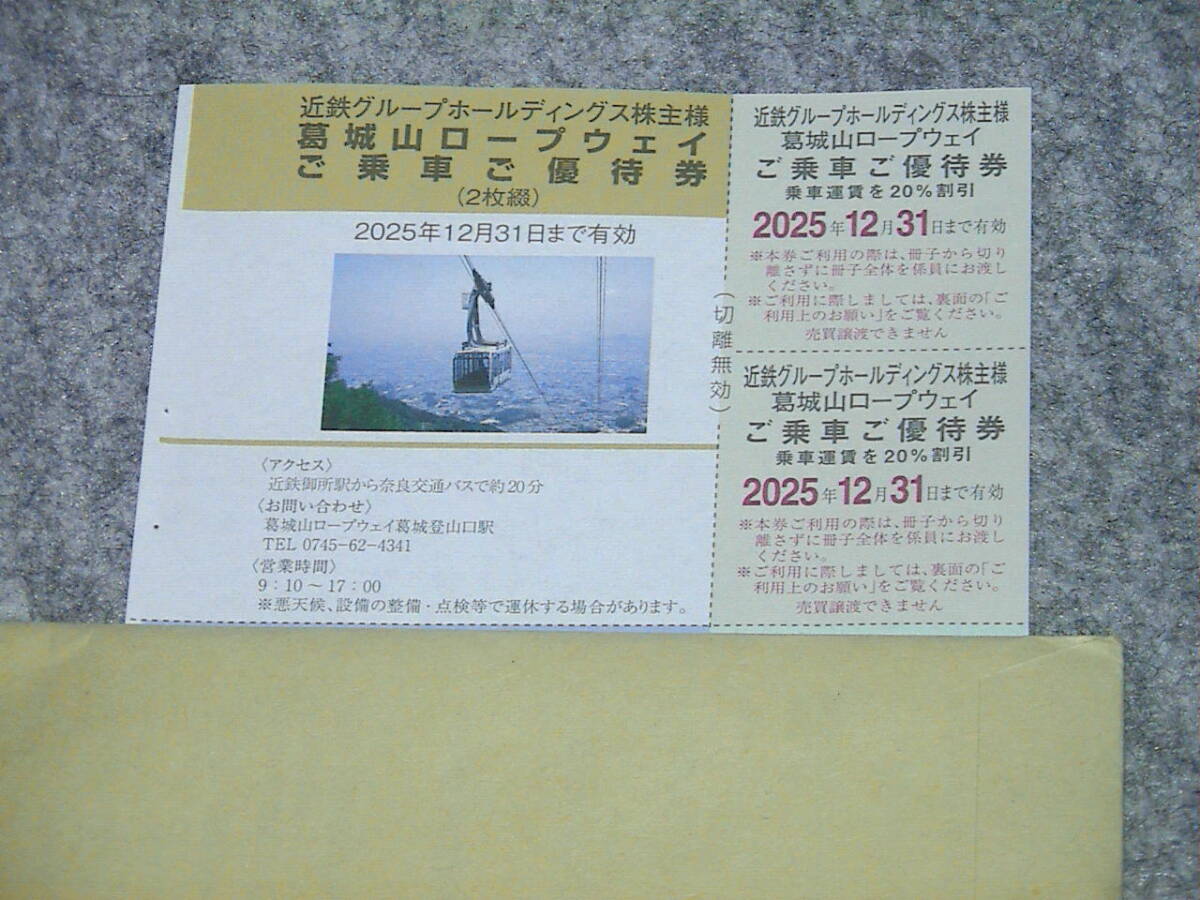 近鉄グループホールディングス株主様
葛城山ロープウェイ
ご乗車ご優待券
(2枚綴)
2025年12月31日まで有効
〈アクセス〉
近鉄御所駅から奈良交通バスで約20分
〈お問い合わせ〉
葛城山ロープウェイ葛城登山口駅
TEL 0745-62-4341
〈営業時間〉
9:10～17:00
※悪天候、設備の整備・点検等で運休する場合があります。
(切離無効)
近鉄グループホールディングス株主様
葛城山ロープウェイ
ご乗車ご優待券
乗車運賃を20%割引
2025年12月31日まで有効
※本券ご利用の際は、冊子から切り
離さずに冊子全体を係員にお渡し
ください。
※ご利用に際しましては、裏面の「ご
利用上のお願い」をご覧ください。
売買譲渡できません
近鉄グループホールディングス株主様
葛城山ロープウェイ
ご乗車ご優待券
乗車運賃を20%割引
2025年12月31日まで有効
※本券ご利用の際は、冊子から切り
離さずに冊子全体を係員にお渡し
ください。
※ご利用に際しましては、裏面の「ご
利用上のお願い」をご覧ください。
売買譲渡できません